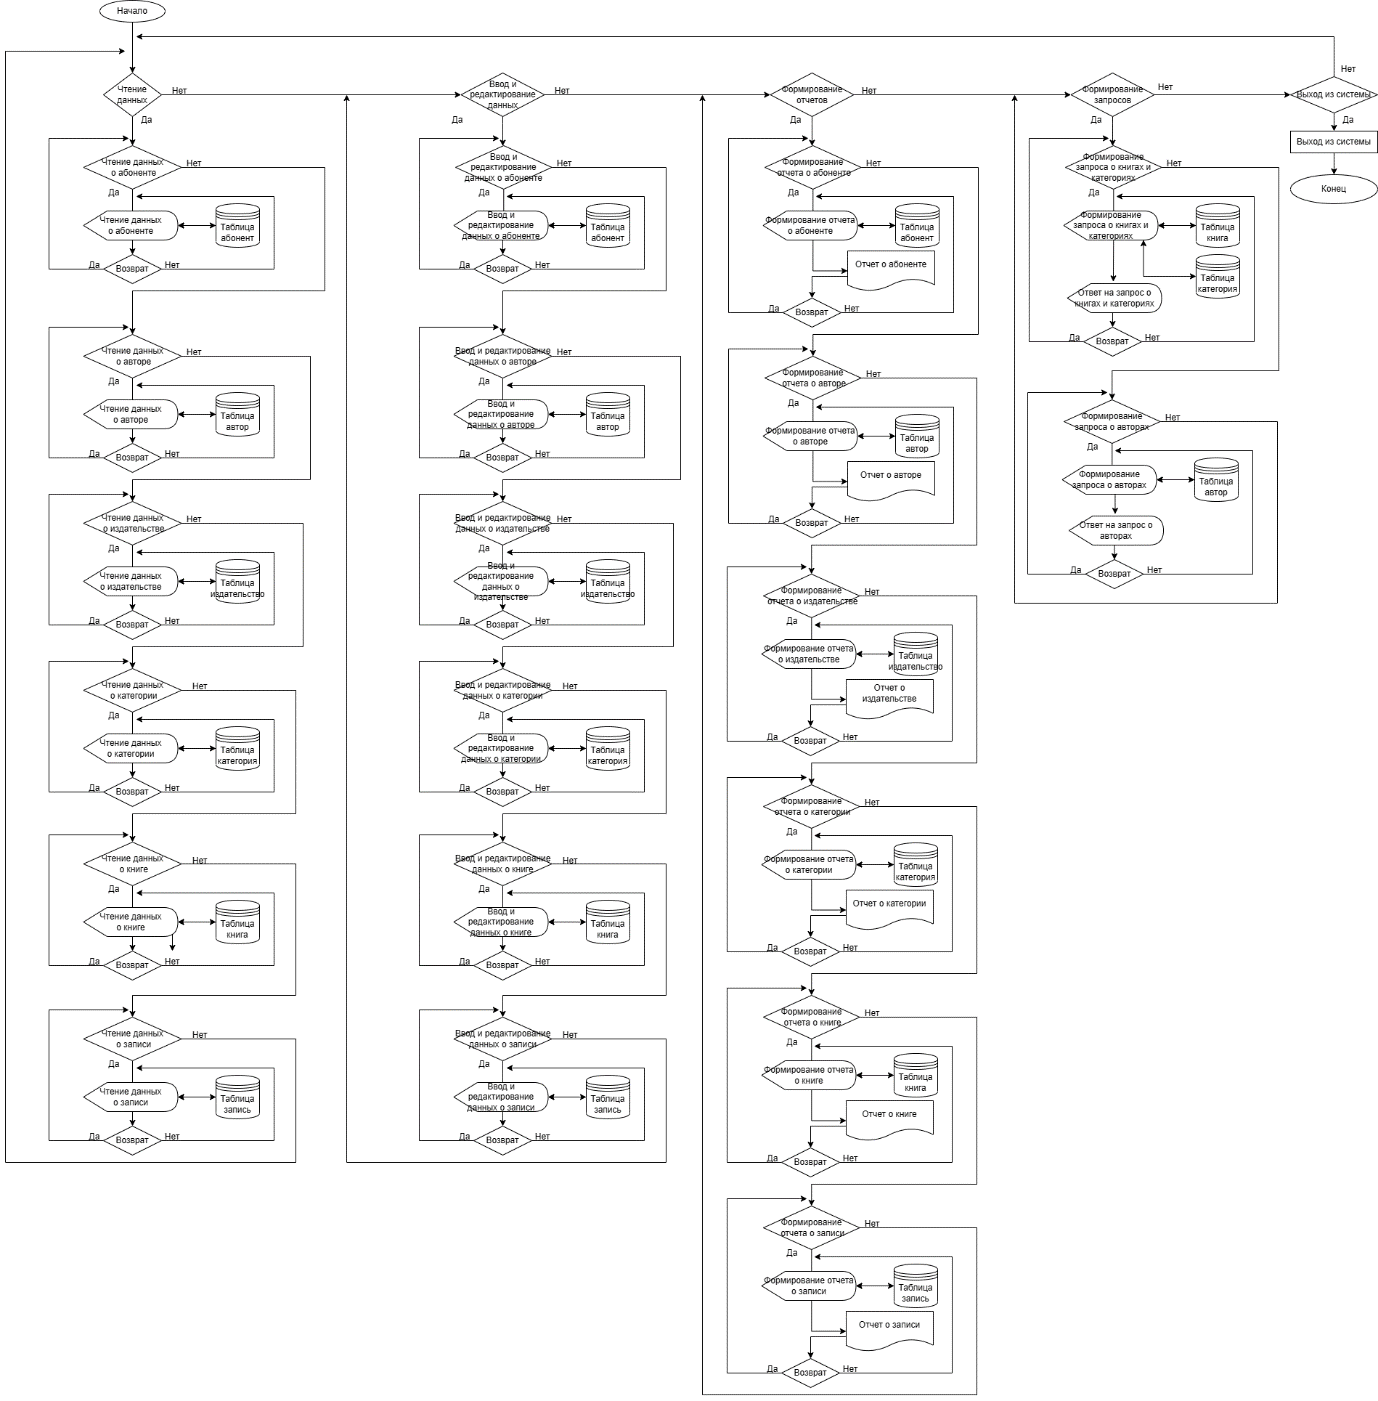 Начало
Чтение
данных
Нет
Да
Чтение данных
о абоненте
Нет
Да
Чтение данных
о абоненте
Таблица
абонент
Да
Возврат
Нет
Чтение данных
о авторе
Нет
Да
Чтение данных
о авторе
Таблица
автор
Да
Возврат
Нет
Чтение данных
о издательстве
Нет
Да
Чтение данных
о издательстве
Таблица
издательство
Да
Возврат
Нет
Чтение данных
о категории
Нет
Да
Чтение данных
о категории
Таблица
категория
Да
Возврат
Нет
Чтение данных
о книге
Нет
Да
Чтение данных
о книге
Таблица
книга
Да
Возврат
Нет
Чтение данных
о записи
Нет
Да
Чтение данных
о записи
Таблица
запись
Да
Возврат
Нет
Ввод и
редактирование
данных
Нет
Да
Ввод и
редактирование
данных о абоненте
Нет
Да
Ввод и
редактирование
данных о абоненте
Таблица
абонент
Да
Возврат
Нет
Ввод и редактирование
данных о авторе
Нет
Да
Ввод и
редактирование
данных о авторе
Таблица
автор
Да
Возврат
Нет
Ввод и редактирование
данных о издательстве
Нет
Да
Ввод и
редактирование
данных о
издательстве
Таблица
издательство
Да
Возврат
Нет
Ввод и редактирование
данных о категории
Нет
Да
Ввод и
редактирование
данных о категории
Таблица
категория
Да
Возврат
Нет
Ввод и редактирование
данных о книге
Нет
Да
Ввод и
редактирование
данных о книге
Таблица
книга
Да
Возврат
Нет
Ввод и редактирование
данных о записи
Нет
Да
Ввод и
редактирование
данных о записи
Таблица
запись
Да
Возврат
Нет
Формирование
отчетов
Нет
Да
Формирование
отчета о абоненте
Нет
Да
Формирование отчета
о абоненте
Таблица
абонент
Отчет о абоненте
Да
Возврат
Нет
Формирование
отчета о авторе
Нет
Да
Формирование отчета
о авторе
Таблица
автор
Отчет о авторе
Да
Возврат
Нет
Формирование
отчета о издательстве
Нет
Да
Формирование отчета
о издательстве
Таблица
издательство
Отчет о
издательстве
Да
Возврат
Нет
Формирование
отчета о категории
Нет
Да
Формирование отчета
о категории
Таблица
категория
Отчет о категории
Да
Возврат
Нет
Формирование
отчета о книге
Нет
Да
Формирование отчета
о книге
Таблица
книга
Отчет о книге
Да
Возврат
Нет
Формирование
отчета о записи
Нет
Да
Формирование отчета
о записи
Таблица
запись
Отчет о записи
Да
Возврат
Нет
Формирование
запросов
Нет
Да
Формирование
запроса о книгах и
категориях
Нет
Да
Формирование
запроса о книгах и
категориях
Таблица
книга
Таблица
категория
Ответ на запрос о
книгах и категориях
Да
Возврат
Нет
Формирование
запроса о авторах
Нет
Да
Формирование
запроса о авторах
Таблица
автор
Ответ на запрос о
авторах
Да
Возврат
Нет
Нет
Выход из системы
Да
Выход из системы
Конец